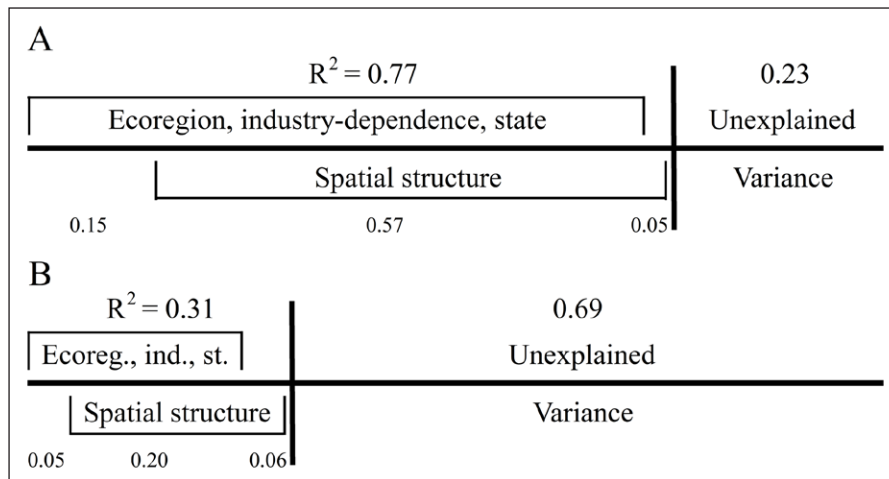 A
R² = 0.77 0.23
Ecoregion, industry-dependence, state Unexplained
Spatial structure Variance
0.15 0.57 0.05
B
R² = 0.31 0.69
Ecoreg., ind., st. Unexplained
Spatial structure Variance
0.05 0.20 0.06